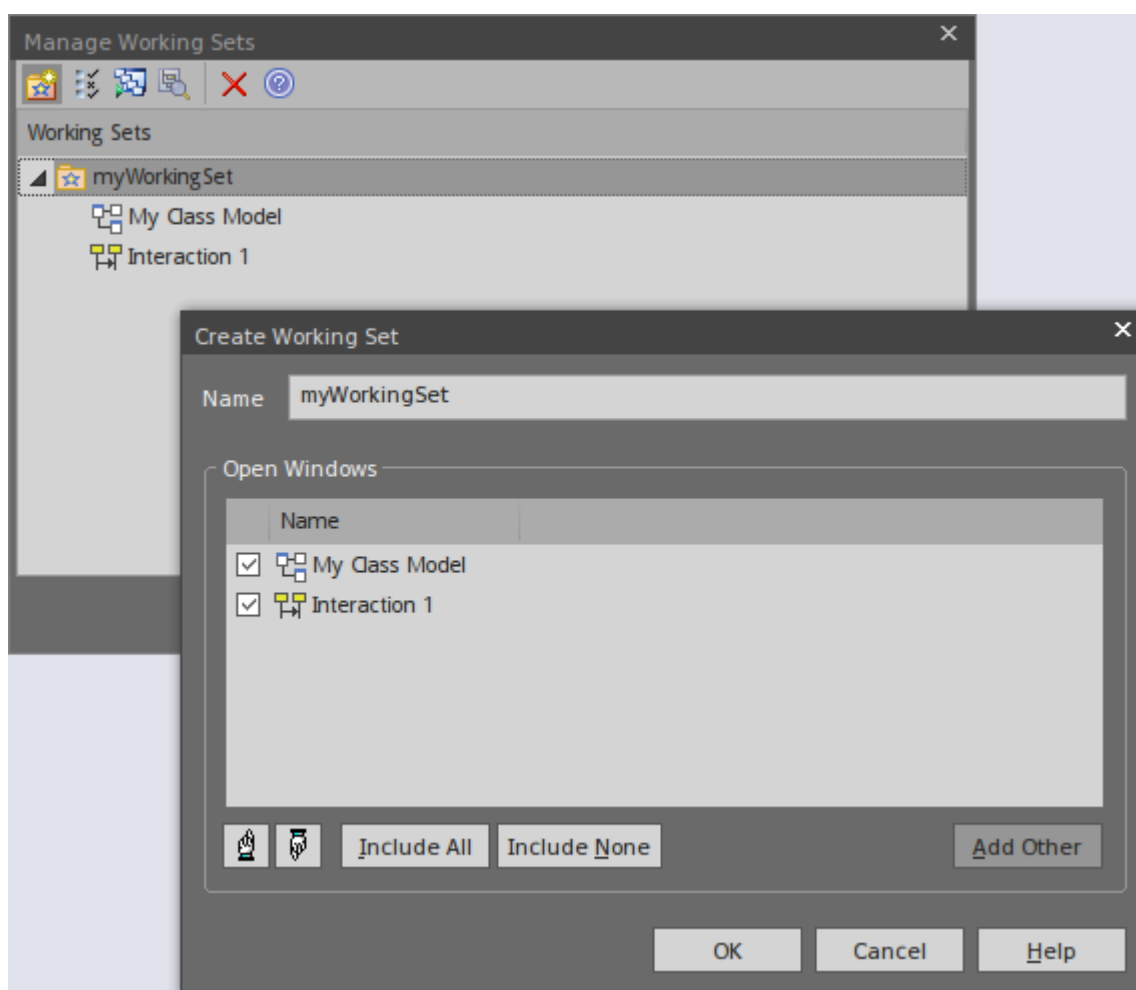 Manage Working Sets
Working Sets
myWorkingSet
My Class Model
Interaction 1
Create Working Set
Name myWorkingSet
Open Windows
Name
My Class Model
Interaction 1
Include All Include None Add Other
OK Cancel Help